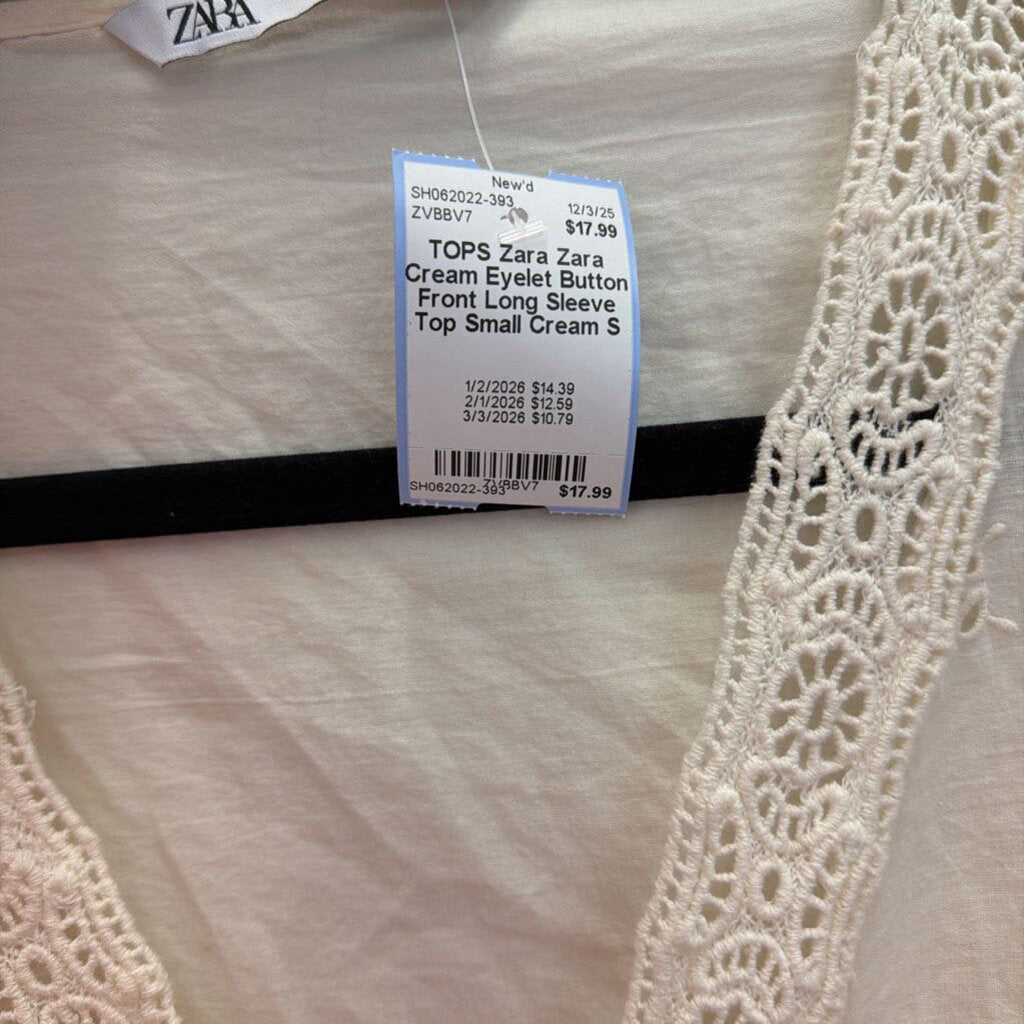 ZARA
New'd
SH062022-393
12/3/25
ZVBBV7
$17.99
TOPS Zara Zara
Cream Eyelet Button
Front Long Sleeve
Top Small Cream S
1/2/2026 $14.39
2/1/2026 $12.59
3/3/2026 $10.79
ZVBBV7
SH062022-393
$17.99